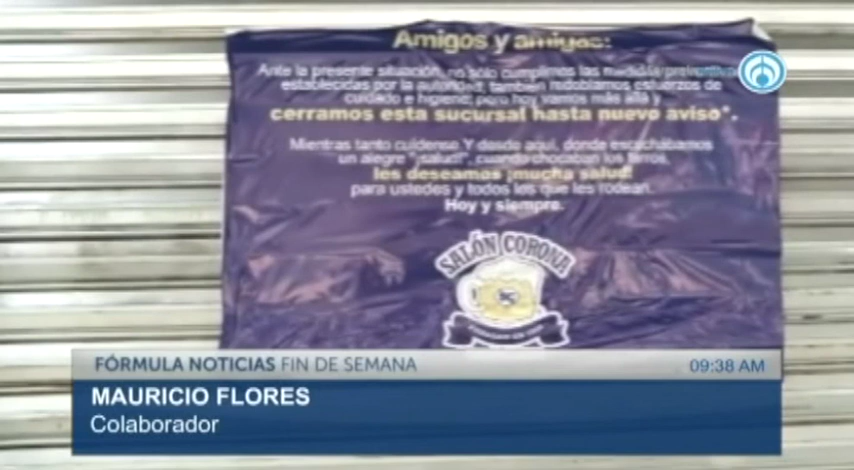 Amigos y amigas:
Ante la presente situación, no sólo cumplimos las medidas preventivas
establecidas por la autoridad, también redoblamos esfuerzos de
cuidado e higiene; pero hoy vamos más allá y
cerramos esta sucursal hasta nuevo aviso*.
Mientras tanto cuídense. Y desde aquí, donde escuchábamos
un alegre "¡salud!", cuando chocaban los tarros,
les deseamos ¡mucha salud!
para ustedes y todos los que les rodean.
Hoy y siempre.
SALÓN CORONA
FÓRMULA NOTICIAS FIN DE SEMANA
09:38 AM
MAURICIO FLORES
Colaborador